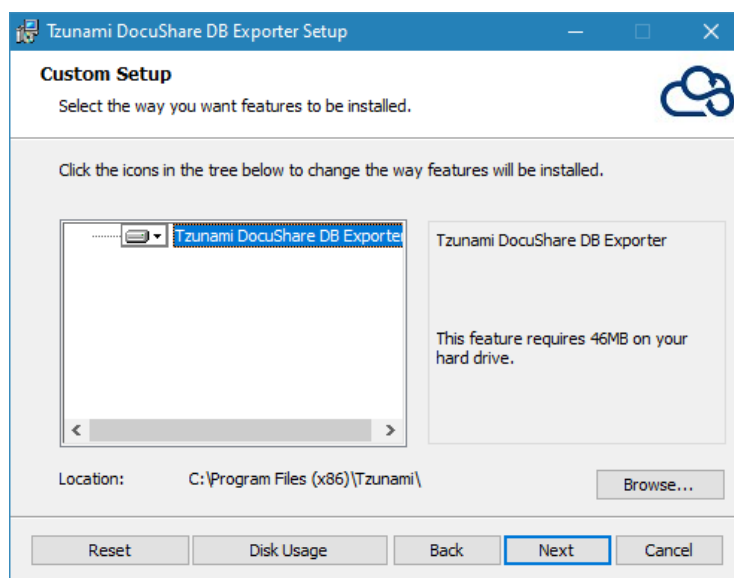 Tzunami DocuShare DB Exporter Setup
Custom Setup
Select the way you want features to be installed.
Click the icons in the tree below to change the way features will be installed.
Tzunami DocuShare DB Exporter
Tzunami DocuShare DB Exporter
This feature requires 46MB on your
hard drive.
Location: C:\Program Files (x86)\Tzunami\
Browse...
Reset Disk Usage Back Next Cancel